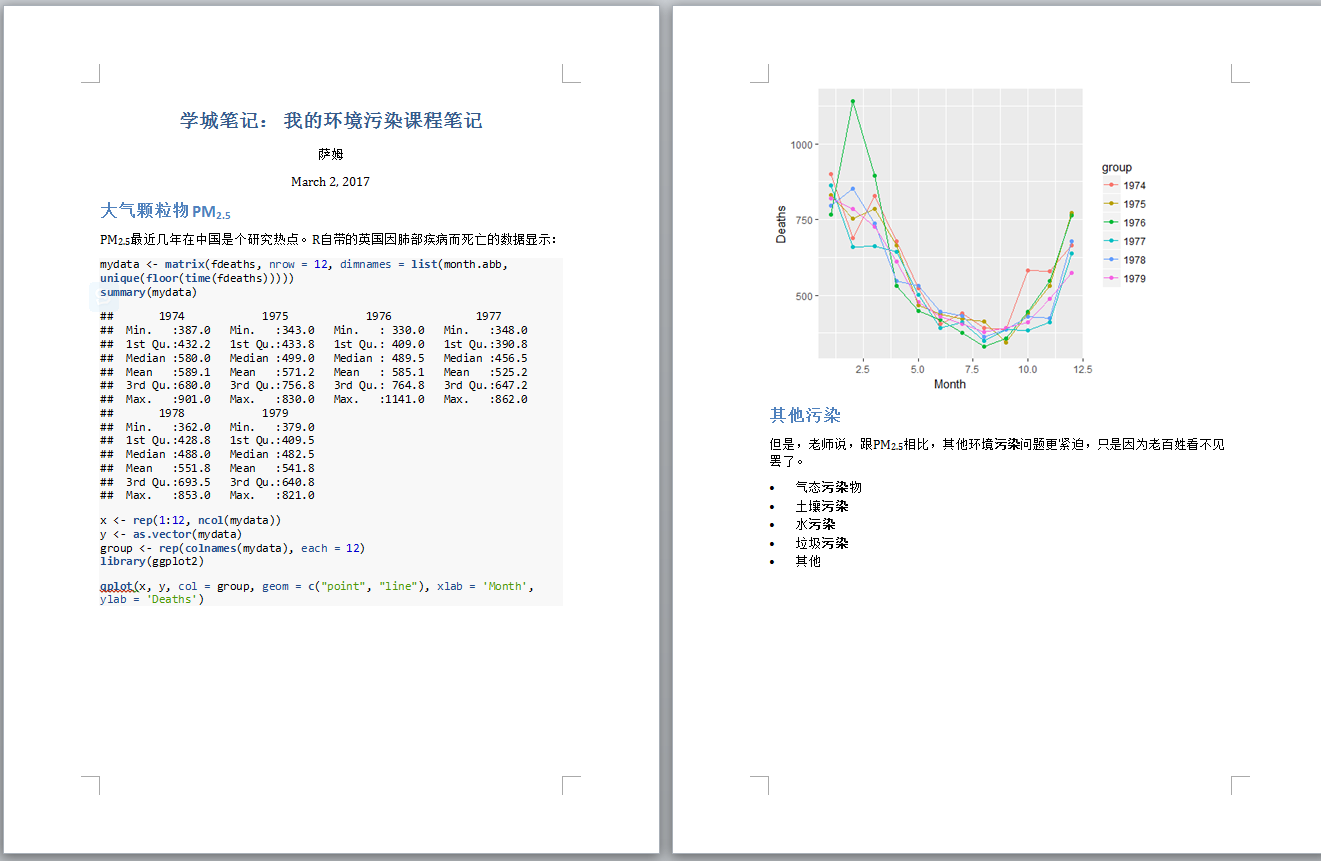 学城笔记： 我的环境污染课程笔记
萨姆
March 2, 2017
大气颗粒物 PM2.5
PM2.5最近几年在中国是个研究热点。R自带的英国因肺部疾病而死亡的数据显示：
mydata <- matrix(fdeaths, nrow = 12, dimnames = list(month.abb,
unique(floor(time(fdeaths)))))
summary(mydata)
##       1974            1975            1976             1977
##  Min.   :387.0   Min.   :343.0   Min.   : 330.0   Min.   :348.0
##  1st Qu.:432.2   1st Qu.:433.8   1st Qu.: 409.0   1st Qu.:390.8
##  Median :580.0   Median :499.0   Median : 489.5   Median :456.5
##  Mean   :589.1   Mean   :571.2   Mean   : 585.1   Mean   :525.2
##  3rd Qu.:680.0   3rd Qu.:756.8   3rd Qu.: 764.8   3rd Qu.:647.2
##  Max.   :901.0   Max.   :830.0   Max.   :1141.0   Max.   :862.0
##       1978            1979
##  Min.   :362.0   Min.   :379.0
##  1st Qu.:428.8   1st Qu.:409.5
##  Median :488.0   Median :482.5
##  Mean   :551.8   Mean   :541.8
##  3rd Qu.:693.5   3rd Qu.:640.8
##  Max.   :853.0   Max.   :821.0
x <- rep(1:12, ncol(mydata))
y <- as.vector(mydata)
group <- rep(colnames(mydata), each = 12)
library(ggplot2)
qplot(x, y, col = group, geom = c("point", "line"), xlab = 'Month',
ylab = 'Deaths')
1000
750
500
Deaths
2.5 5.0 7.5 10.0 12.5
Month
group
1974
1975
1976
1977
1978
1979
其他污染
但是，老师说，跟PM2.5相比，其他环境污染问题更紧迫，只是因为老百姓看不见
罢了。
• 气态污染物
• 土壤污染
• 水污染
• 垃圾污染
• 其他